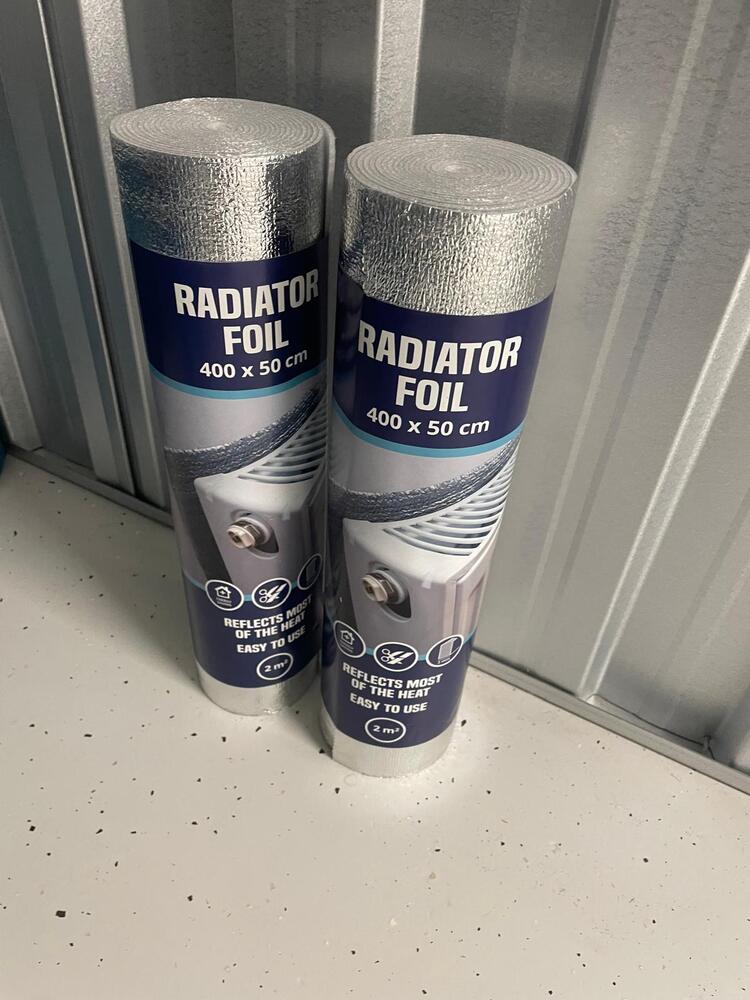 RADIATOR
FOIL
400 x 50 cm
REFLECTS MOST
OF THE HEAT
EASY TO USE
2 m²
RADIATOR
FOIL
400 x 50 cm
REFLECTS MOST
OF THE HEAT
EASY TO USE
2 m²